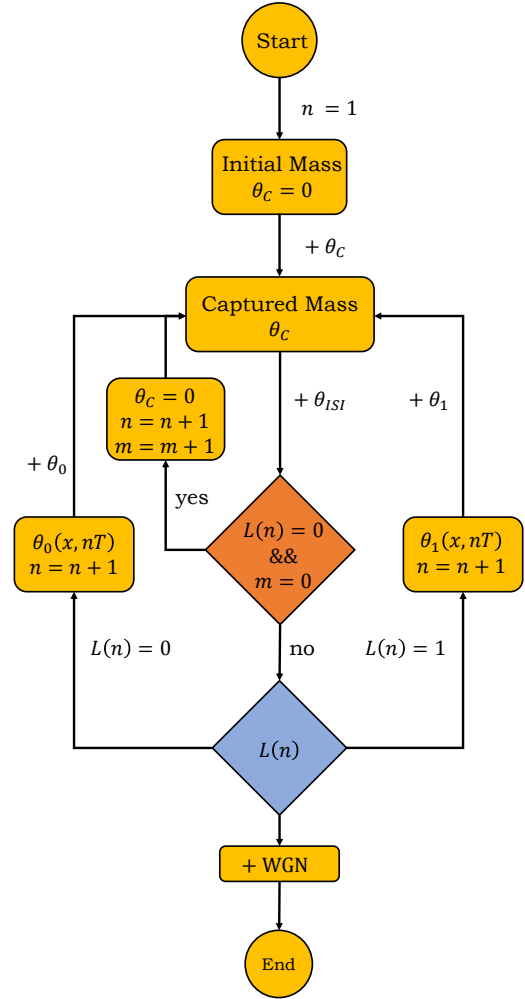 Start
n = 1
Initial Mass
θ_C = 0
+ θ_C
Captured Mass
θ_C
θ_C = 0
n = n + 1
m = m + 1
+ θ_ISI
+ θ_1
+ θ_0
yes
L(n) = 0
&&
m = 0
θ_0(x, nT)
n = n + 1
θ_1(x, nT)
n = n + 1
no
L(n) = 0
L(n) = 1
L(n)
+ WGN
End